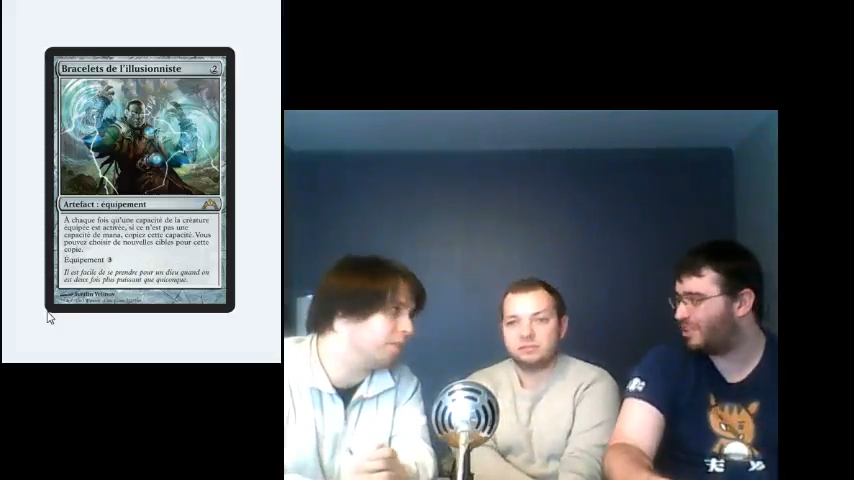 Bracelets de l'illusionniste 2
Artefact : équipement
À chaque fois qu'une capacité de la créature
équipée est activée, si ce n'est pas une
capacité de mana, copiez cette capacité. Vous
pouvez choisir de nouvelles cibles pour cette
copie.
Équipement 3
Il est facile de se prendre pour un dieu quand on
est deux fois plus puissant que quiconque.
Svetlin Velinov